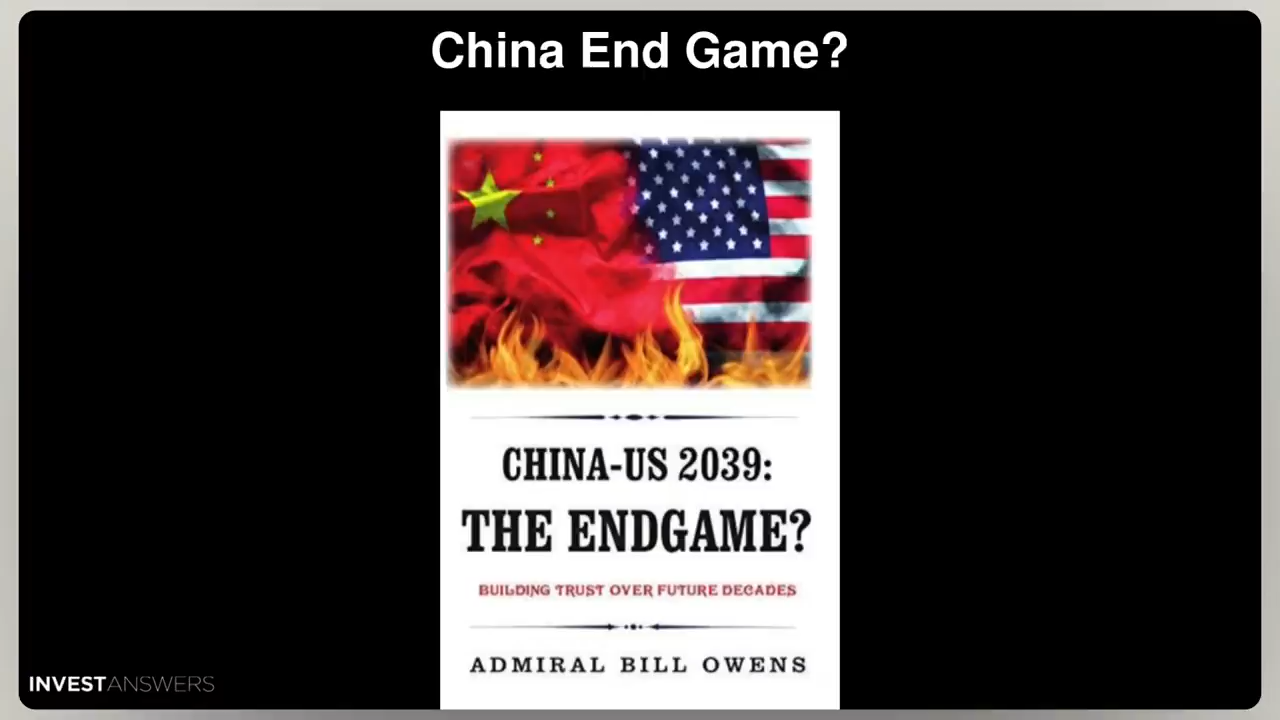 China End Game?
CHINA-US 2039:
THE ENDGAME?
BUILDING TRUST OVER FUTURE DECADES
ADMIRAL BILL OWENS
INVESTANSWERS